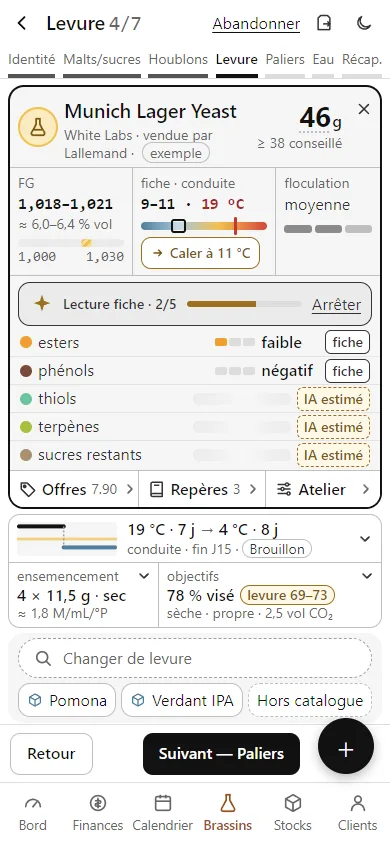 Levure 4/7
Abandonner
Identité Malts/sucres Houblons Levure Paliers Eau Récap.
Munich Lager Yeast
White Labs · vendue par
Lallemand · exemple
46 g
≥ 38 conseillé
FG
1,018–1,021
≈ 6,0–6,4 % vol
1,000 1,030
fiche · conduite
9–11 · 19 °C
→ Caler à 11 °C
floculation
moyenne
Lecture fiche · 2/5
Arrêter
esters faible fiche
phénols négatif fiche
thiols IA estimé
terpènes IA estimé
sucres restants IA estimé
Offres 7.90
Repères 3
Atelier
19 °C · 7 j → 4 °C · 8 j
conduite · fin J15 · Brouillon
ensemencement
4 × 11,5 g · sec
≈ 1,8 M/mL/°P
objectifs
78 % visé levure 69–73
sèche · propre · 2,5 vol CO₂
Changer de levure
Pomona
Verdant IPA
Hors catalogue
Retour
Suivant — Paliers
+
Bord Finances Calendrier Brassins Stocks Clients